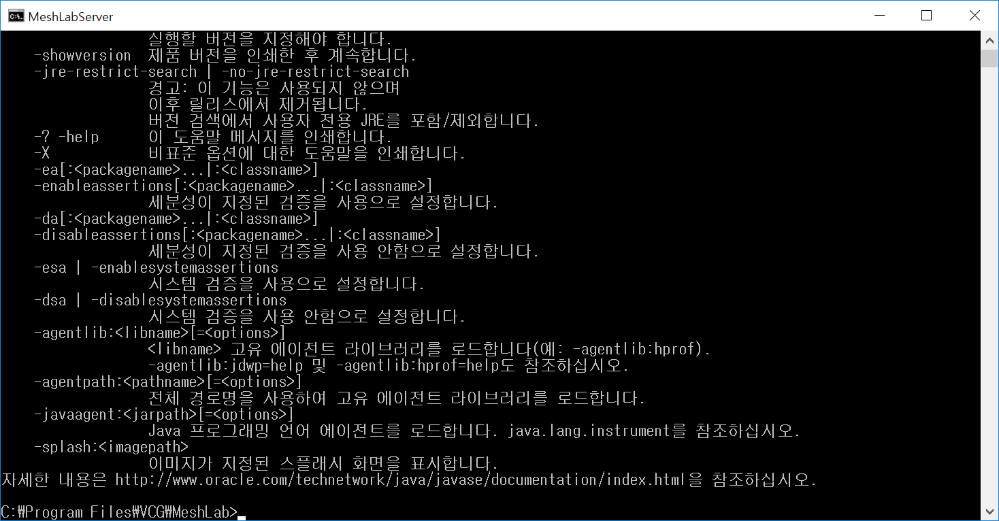 MeshLabServer
실행할 버전을 지정해야 합니다.
-showversion 제품 버전을 인쇄한 후 계속합니다.
-jre-restrict-search | -no-jre-restrict-search
경고: 이 기능은 사용되지 않으며
이후 릴리스에서 제거됩니다.
버전 검색에서 사용자 전용 JRE를 포함/제외합니다.
-? -help 이 도움말 메시지를 인쇄합니다.
-X 비표준 옵션에 대한 도움말을 인쇄합니다.
-ea[:<packagename>...|:<classname>]
-enableassertions[:<packagename>...|:<classname>]
세분성이 지정된 검증을 사용으로 설정합니다.
-da[:<packagename>...|:<classname>]
-disableassertions[:<packagename>...|:<classname>]
세분성이 지정된 검증을 사용 안함으로 설정합니다.
-esa | -enablesystemassertions
시스템 검증을 사용으로 설정합니다.
-dsa | -disablesystemassertions
시스템 검증을 사용 안함으로 설정합니다.
-agentlib:<libname>[=<options>]
<libname> 고유 에이전트 라이브러리를 로드합니다(예: -agentlib:hprof).
-agentlib:jdwp=help 및 -agentlib:hprof=help도 참조하십시오.
-agentpath:<pathname>[=<options>]
전체 경로명을 사용하여 고유 에이전트 라이브러리를 로드합니다.
-javaagent:<jarpath>[=<options>]
Java 프로그래밍 언어 에이전트를 로드합니다. java.lang.instrument를 참조하십시오.
-splash:<imagepath>
이미지가 지정된 스플래시 화면을 표시합니다.
자세한 내용은 http://www.oracle.com/technetwork/java/javase/documentation/index.html을 참조하십시오.
C:₩Program Files₩VCG₩MeshLab>